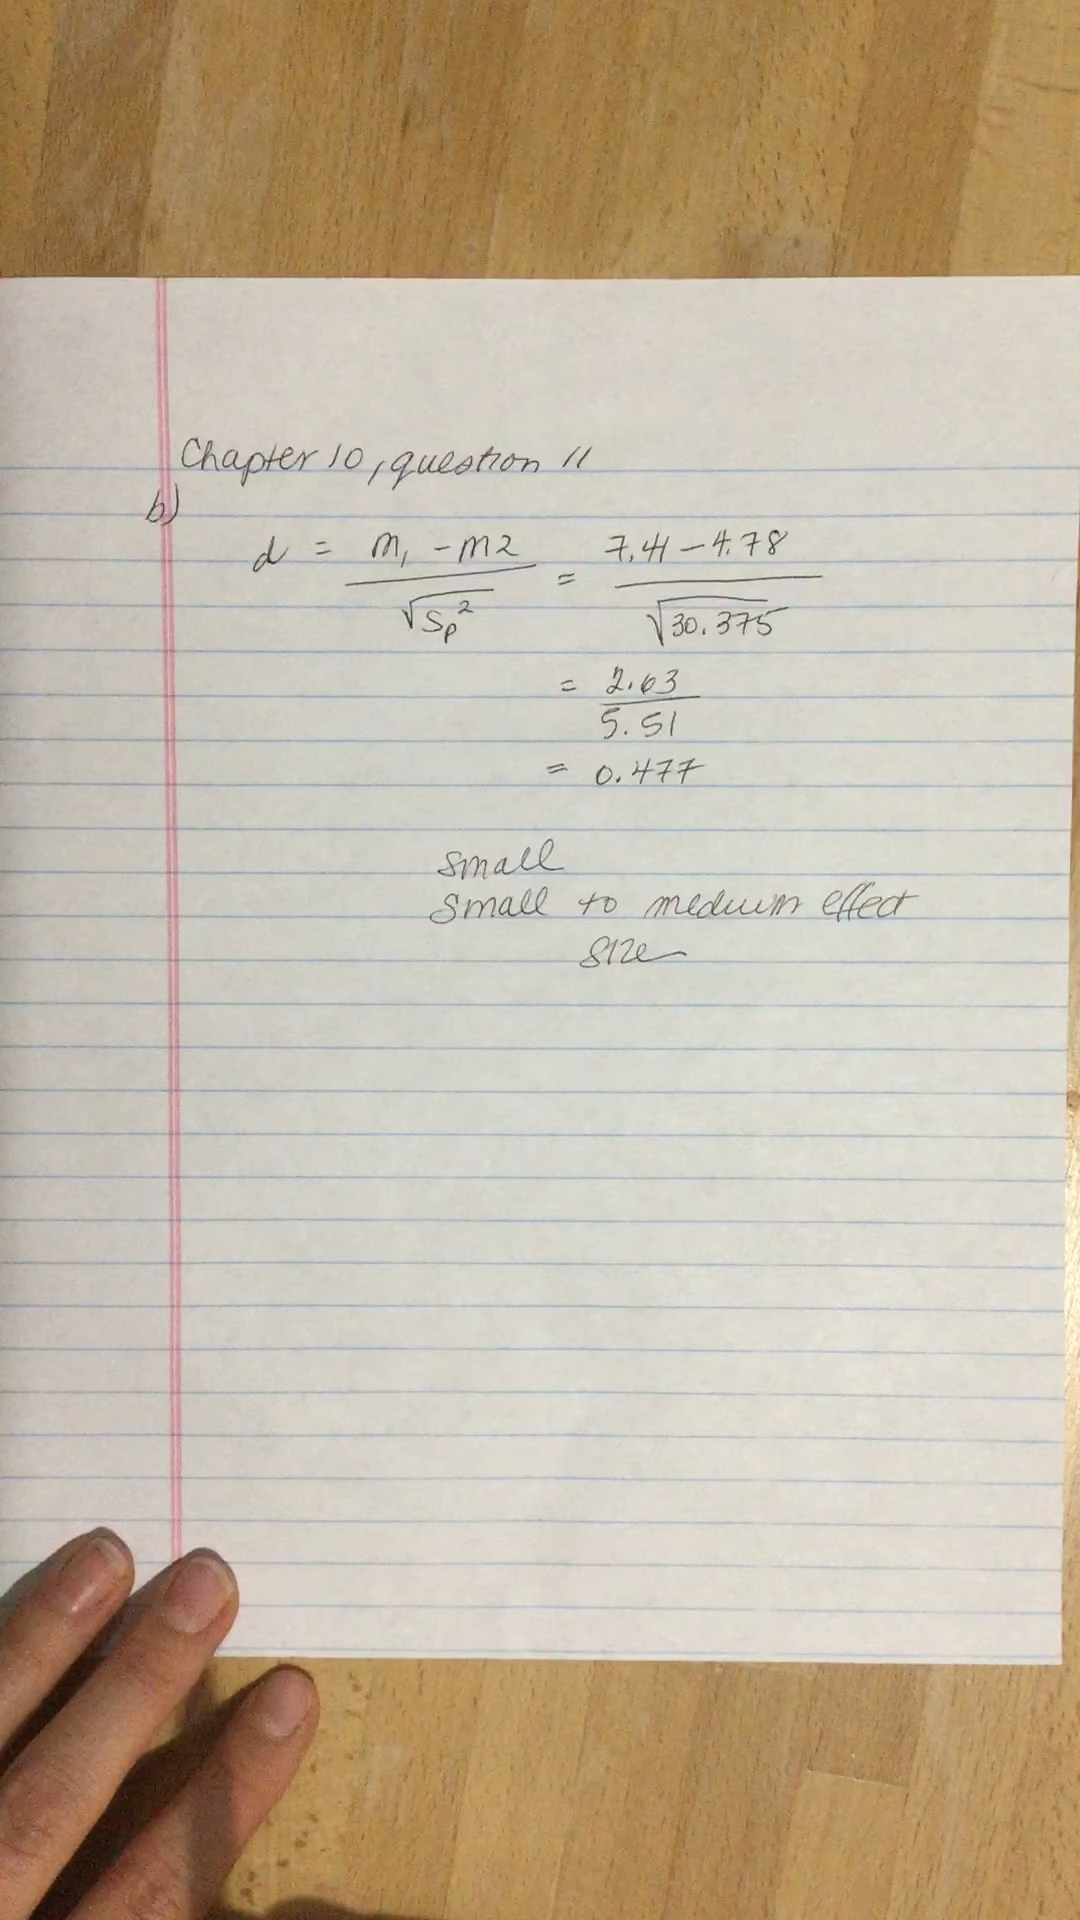 Chapter 10, question 11
b)
d = m₁ - m2 / √Sp² = 7.41 - 4.78 / √30.375
= 2.63 / 5.51
= 0.477
small
small to medium effect
size